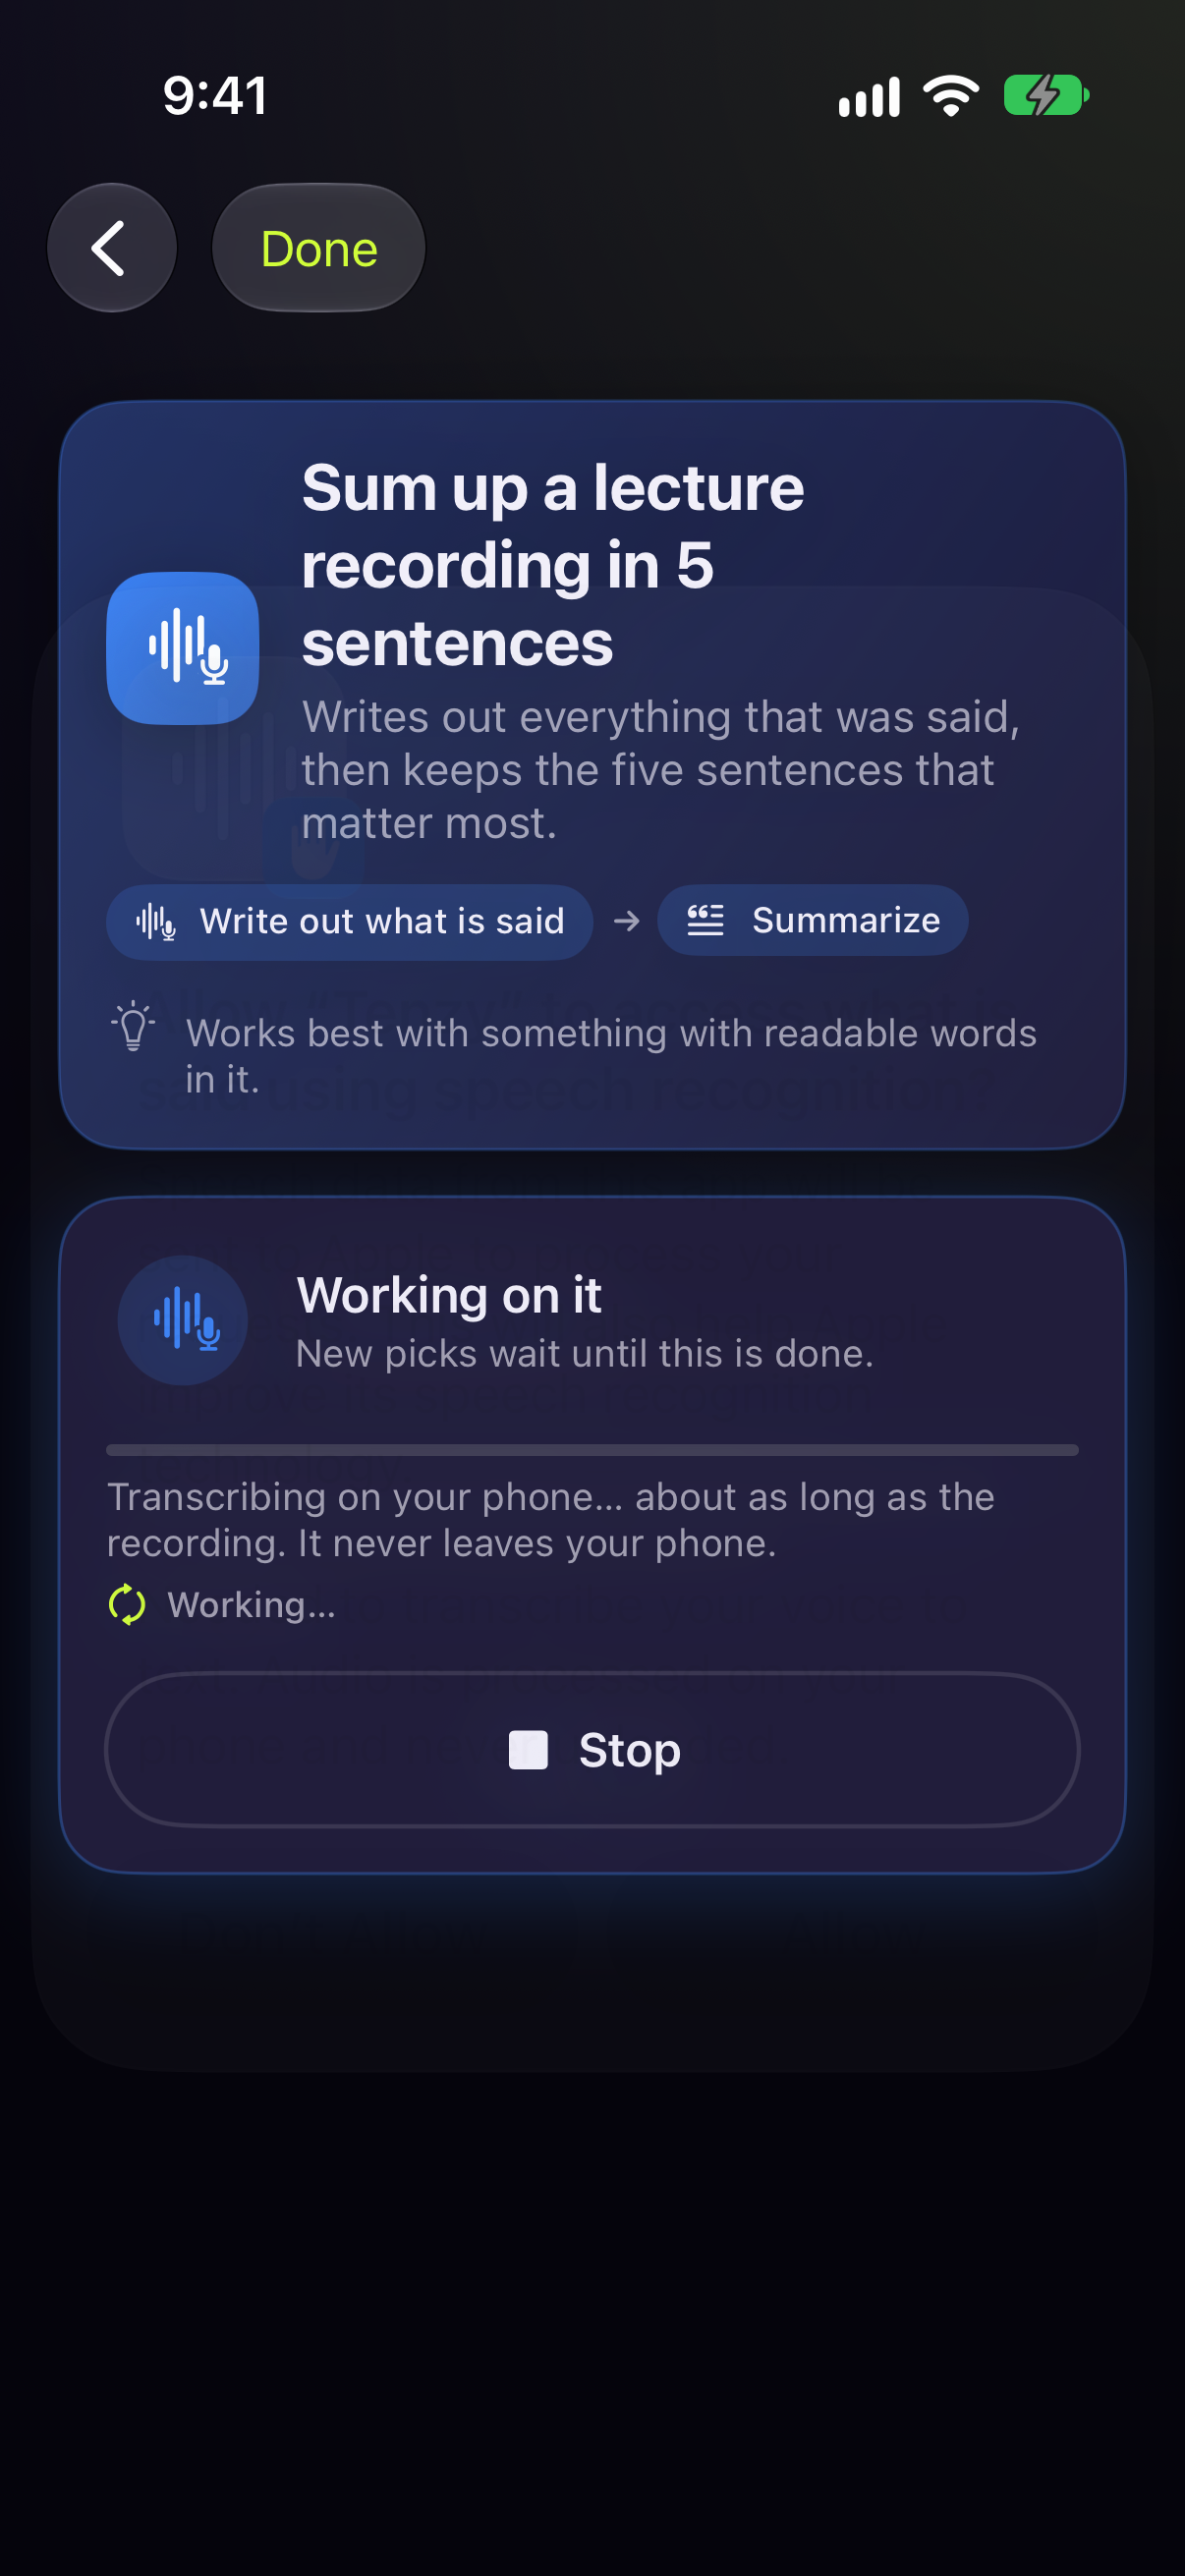 9:41
Done
Sum up a lecture
recording in 5
sentences
Writes out everything that was said,
then keeps the five sentences that
matter most.
Write out what is said → Summarize
Works best with something with readable words
in it.
Working on it
New picks wait until this is done.
Transcribing on your phone... about as long as the
recording. It never leaves your phone.
Working...
Stop